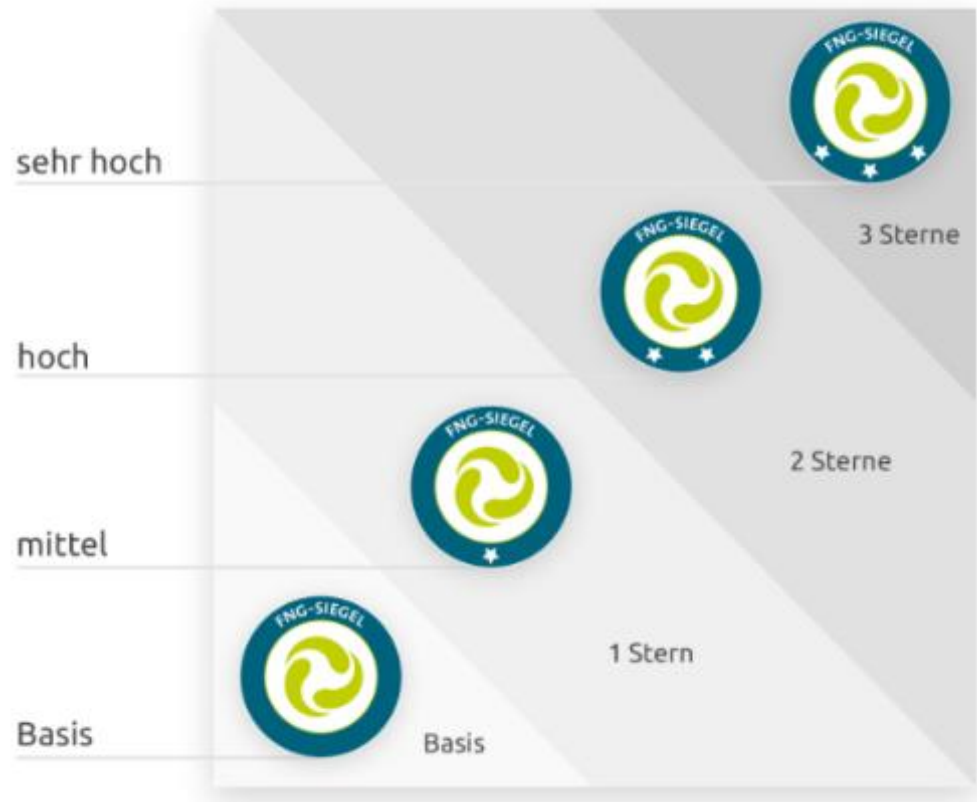 FNG-SIEGEL
sehr hoch
3 Sterne
FNG-SIEGEL
hoch
FNG-SIEGEL
2 Sterne
mittel
FNG-SIEGEL
1 Stern
Basis
Basis